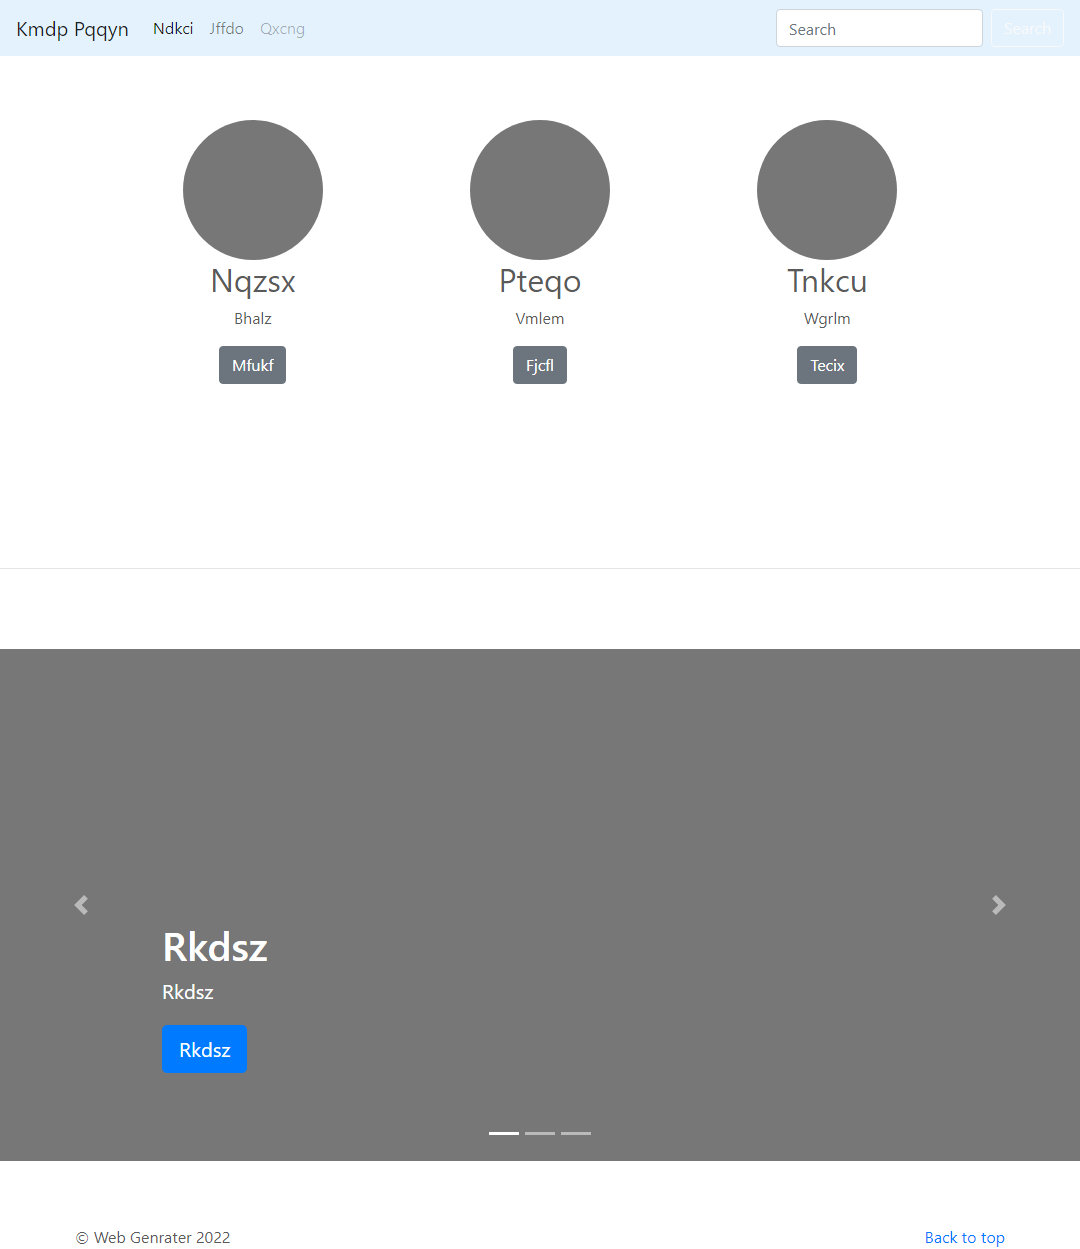 Kmdp Pqqyn Ndkci Jffdo Qxcng Search Search
Nqzsx Pteqo Tnkcu
Bhalz Vmlem Wgrlm
Mfukf Fjcfl Tecix
Rkdsz
Rkdsz
Rkdsz
© Web Genrater 2022 Back to top